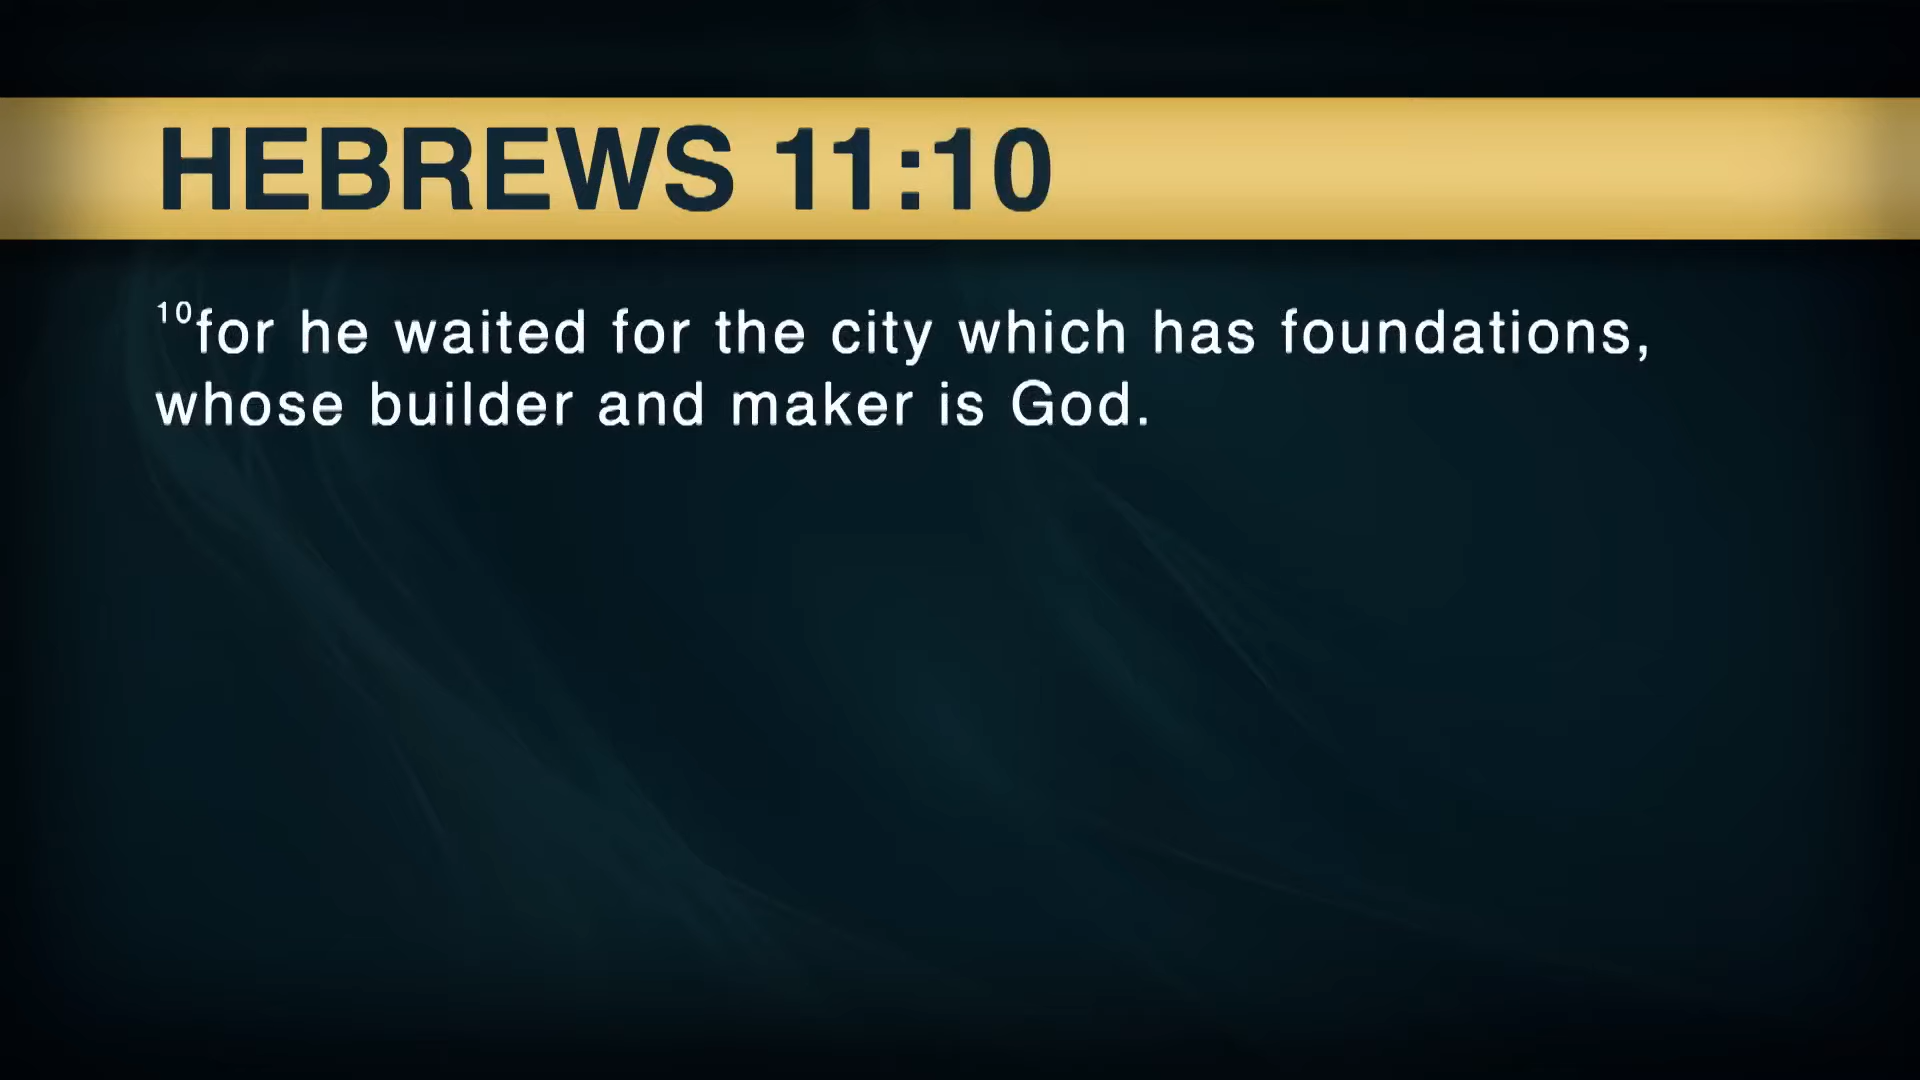 HEBREWS 11:10
¹⁰for he waited for the city which has foundations,
whose builder and maker is God.